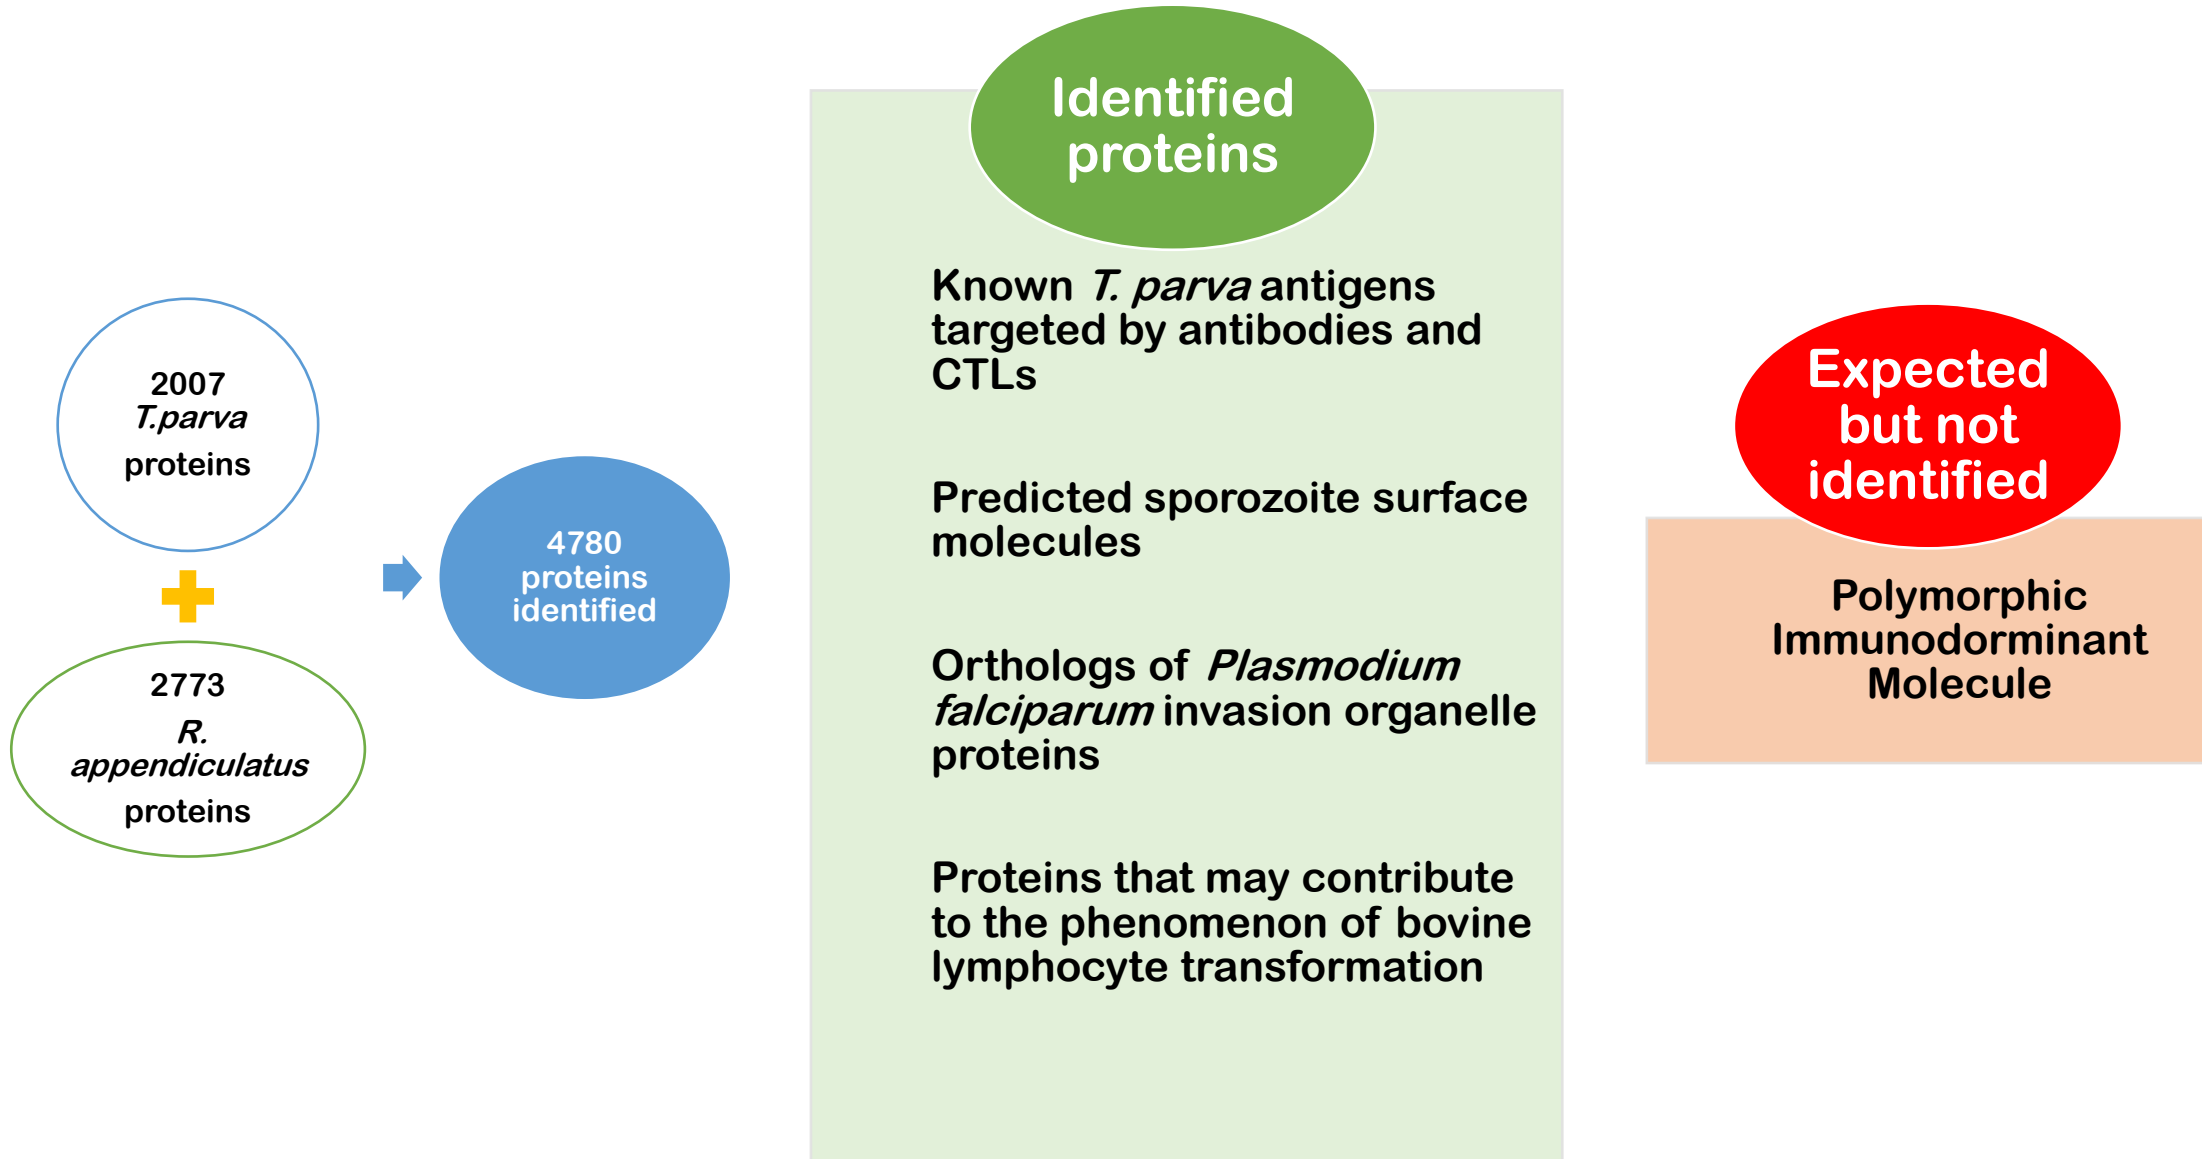 2007
T.parva
proteins
2773
R.
appendiculatus
proteins
4780
proteins
identified
Identified
proteins
Known T. parva antigens
targeted by antibodies and
CTLs
Predicted sporozoite surface
molecules
Orthologs of Plasmodium
falciparum invasion organelle
proteins
Proteins that may contribute
to the phenomenon of bovine
lymphocyte transformation
Expected
but not
identified
Polymorphic
Immunodorminant
Molecule